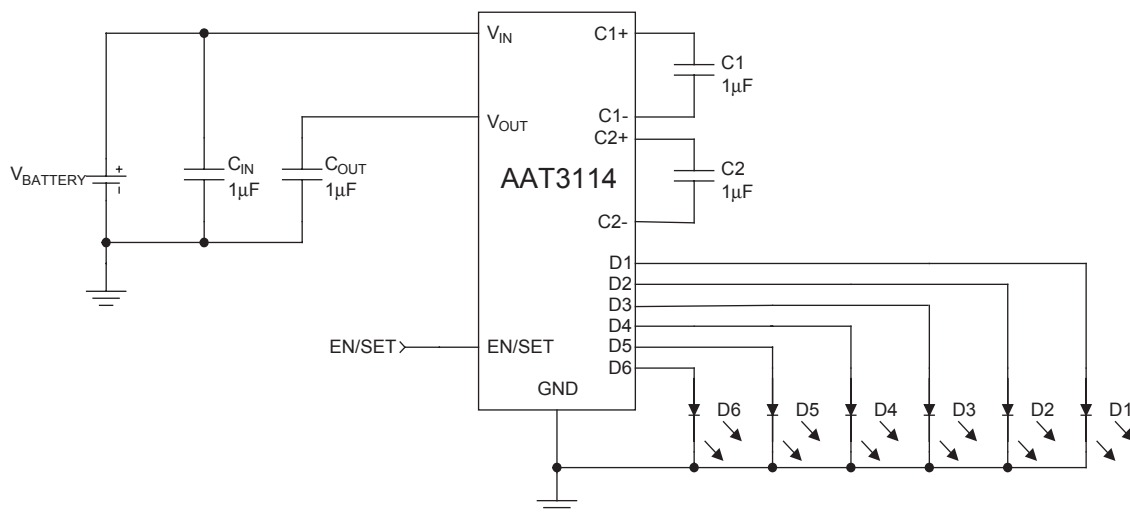 V_IN
C1+
C1
1μF
C1-
V_OUT
C2+
V_BATTERY
+
-
C_IN
1μF
C_OUT
1μF
AAT3114
C2
1μF
C2-
D1
D2
D3
D4
D5
D6
EN/SET
EN/SET
GND
D6
D5
D4
D3
D2
D1